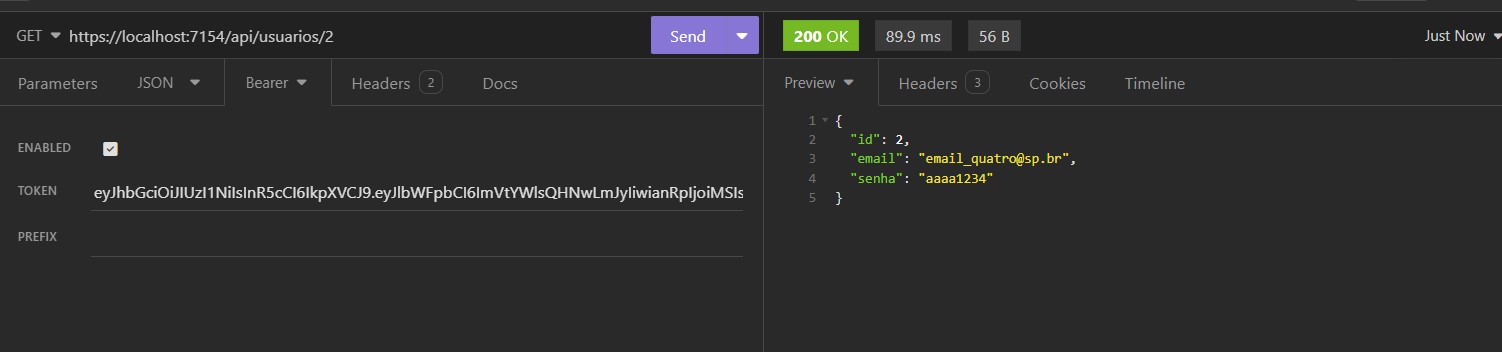 GET https://localhost:7154/api/usuarios/2 Send
200 OK 89.9 ms 56 B Just Now
Parameters JSON Bearer Headers 2 Docs
Preview Headers 3 Cookies Timeline
ENABLED
TOKEN eyJhbGciOiJIUzI1NiIsInR5cCI6IkpXVCJ9.eyJlbWFpbCI6ImVtYWlsQHNwLmJyIiwianRpIjoiMSIs
PREFIX
1 {
2 "id": 2,
3 "email": "email_quatro@sp.br",
4 "senha": "aaaa1234"
5 }